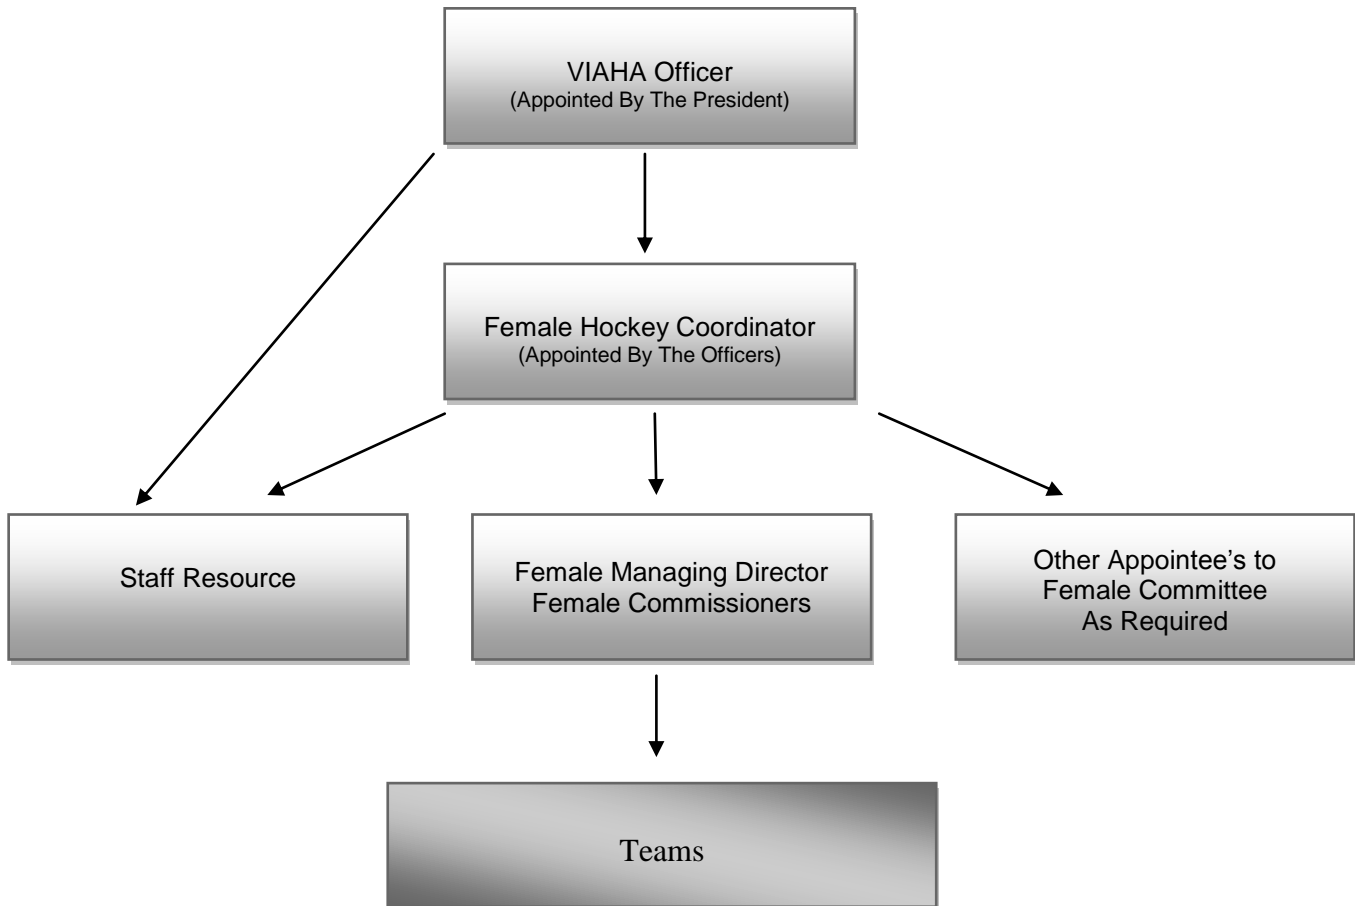 VIAHA Officer
(Appointed By The President)
Female Hockey Coordinator
(Appointed By The Officers)
Staff Resource
Female Managing Director
Female Commissioners
Other Appointee’s to
Female Committee
As Required
Teams